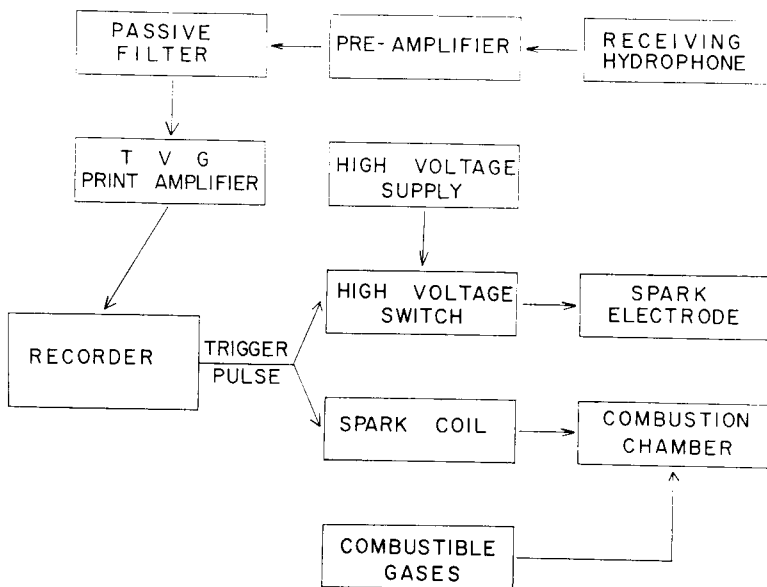 PASSIVE
FILTER
PRE-AMPLIFIER
RECEIVING
HYDROPHONE
T V G
PRINT AMPLIFIER
HIGH VOLTAGE
SUPPLY
HIGH VOLTAGE
SWITCH
SPARK
ELECTRODE
RECORDER
TRIGGER
PULSE
SPARK COIL
COMBUSTION
CHAMBER
COMBUSTIBLE
GASES